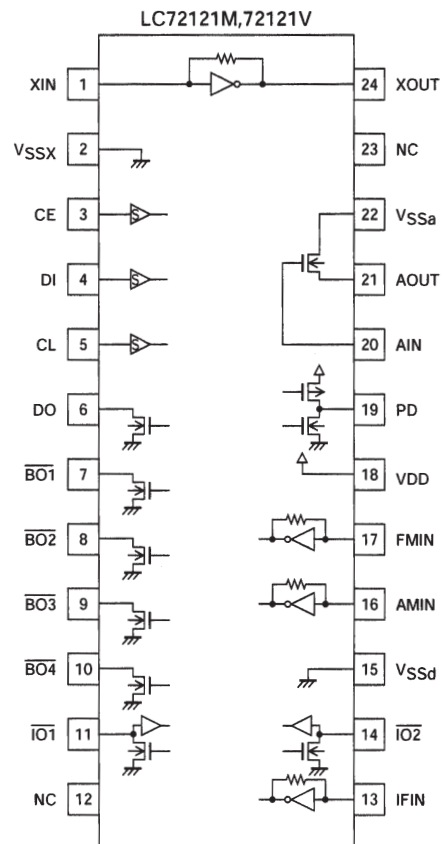 LC72121M,72121V
XIN 1 24 XOUT
VSSX 2 23 NC
CE 3 S 22 VSSa
DI 4 S 21 AOUT
CL 5 S 20 AIN
DO 6 19 PD
BO1 7 18 VDD
BO2 8 17 FMIN
BO3 9 16 AMIN
BO4 10 15 VSSd
IO1 11 14 IO2
NC 12 13 IFIN